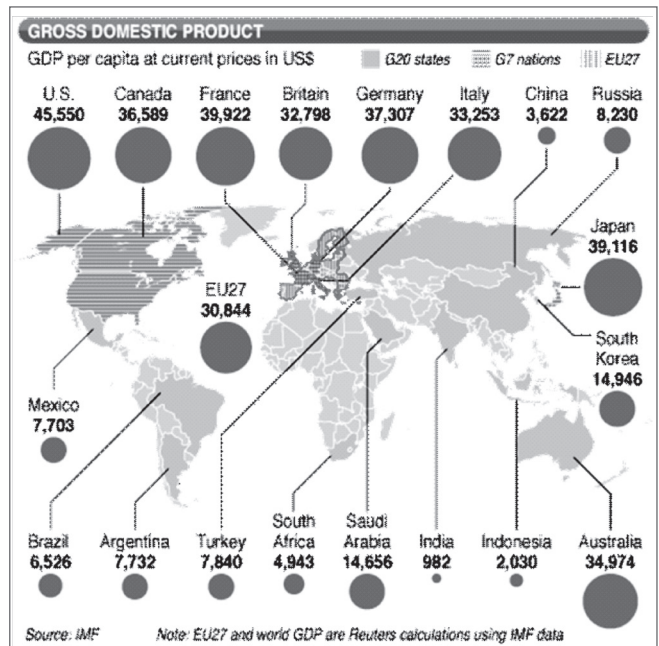 GROSS DOMESTIC PRODUCT
GDP per capita at current prices in US$
G20 states
G7 nations
EU27
U.S.
45,550
Canada
36,589
France
39,922
Britain
32,798
Germany
37,307
Italy
33,253
China
3,622
Russia
8,230
Japan
39,116
EU27
30,844
South
Korea
14,946
Mexico
7,703
Brazil
6,526
Argentina
7,732
Turkey
7,840
South
Africa
4,943
Saudi
Arabia
14,656
India
982
Indonesia
2,030
Australia
34,974
Source: IMF
Note: EU27 and world GDP are Reuters calculations using IMF data